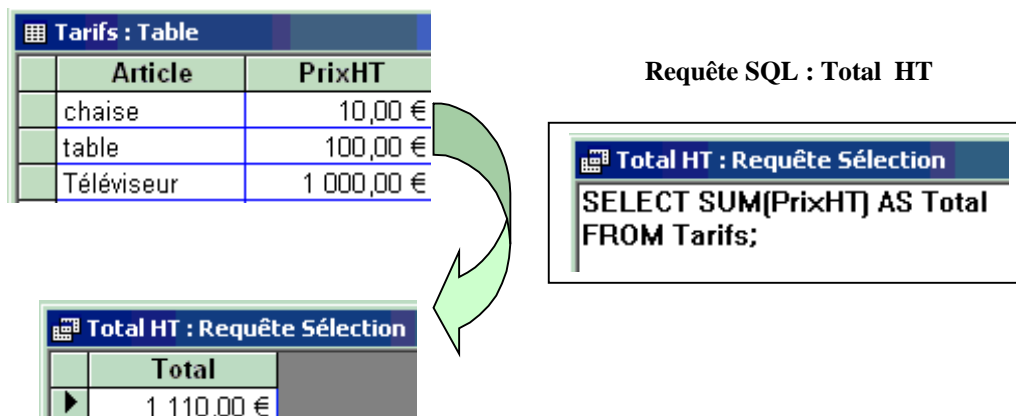 Tarifs : Table
Article PrixHT
chaise 10,00 €
table 100,00 €
Téléviseur 1 000,00 €
Requête SQL : Total HT
Total HT : Requête Sélection
SELECT SUM(PrixHT) AS Total
FROM Tarifs;
Total HT : Requête Sélection
Total
1 110,00 €